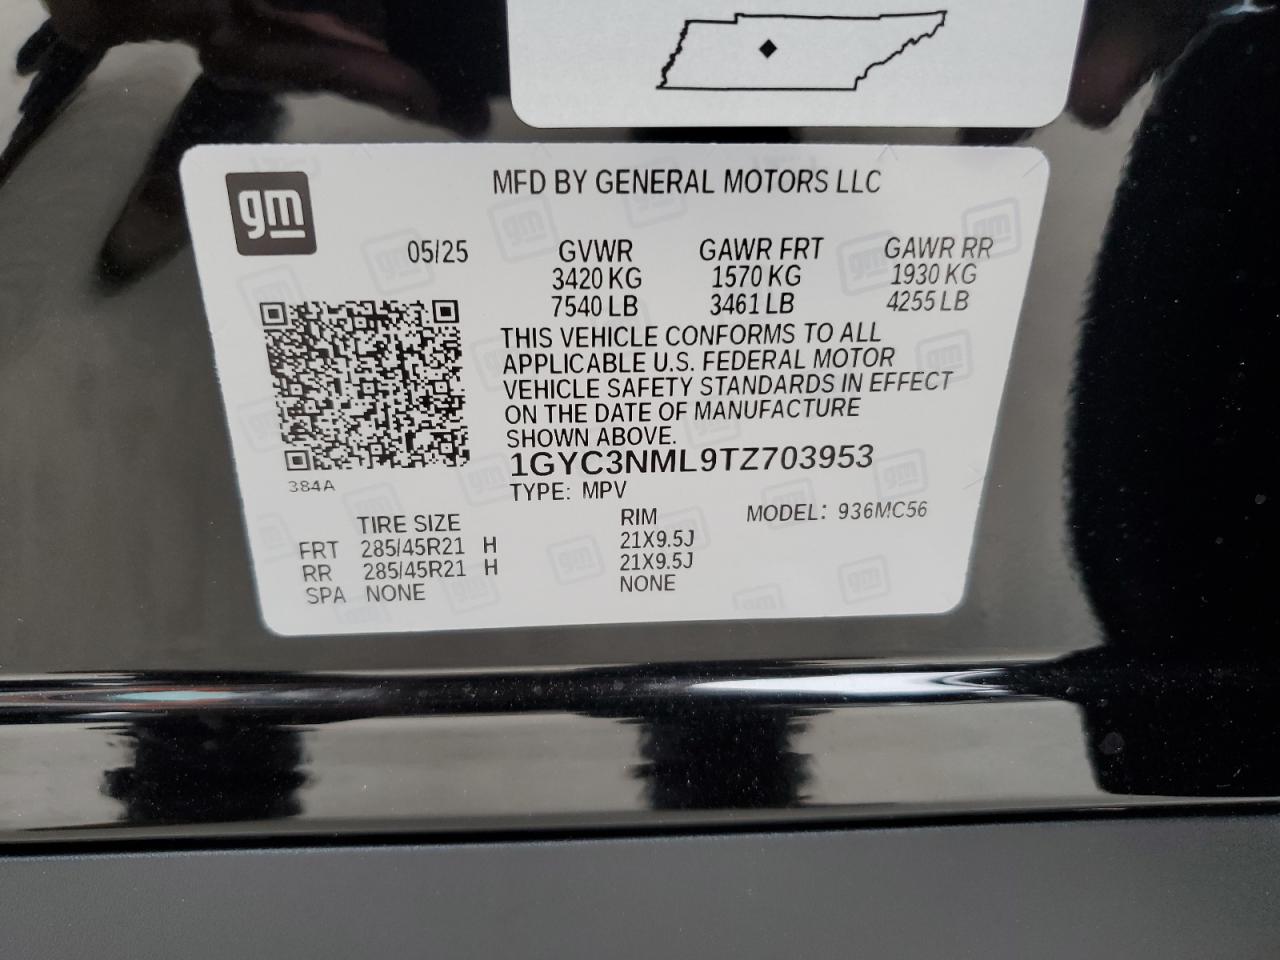 gm
MFD BY GENERAL MOTORS LLC
05/25 GVWR GAWR FRT GAWR RR
3420 KG 1570 KG 1930 KG
7540 LB 3461 LB 4255 LB
THIS VEHICLE CONFORMS TO ALL
APPLICABLE U.S. FEDERAL MOTOR
VEHICLE SAFETY STANDARDS IN EFFECT
ON THE DATE OF MANUFACTURE
SHOWN ABOVE.
1GYC3NML9TZ703953
384A
TYPE: MPV
MODEL: 936MC56
TIRE SIZE RIM
FRT 285/45R21 H 21X9.5J
RR 285/45R21 H 21X9.5J
SPA NONE NONE